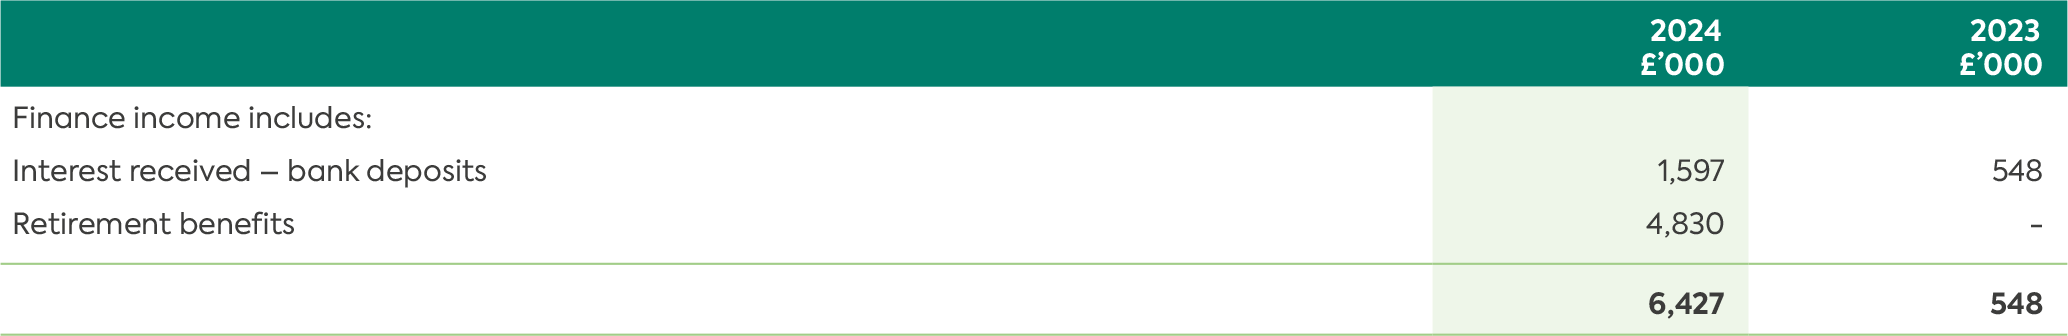 2024 2023
£’000 £’000
Finance income includes:
Interest received – bank deposits 1,597 548
Retirement benefits 4,830 -
6,427 548